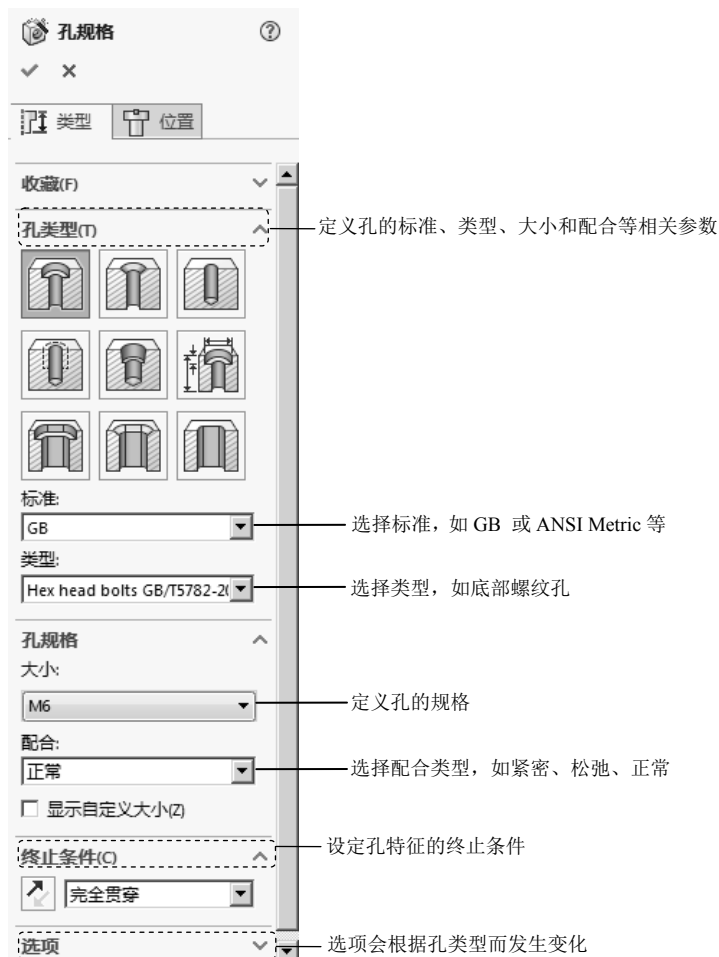 孔规格
类型
位置
收藏(F)
孔类型(T)
定义孔的标准、类型、大小和配合等相关参数
标准:
GB
选择标准，如 GB 或 ANSI Metric 等
类型:
Hex head bolts GB/T5782-20
选择类型，如底部螺纹孔
孔规格
大小:
M6
定义孔的规格
配合:
正常
选择配合类型，如紧密、松弛、正常
显示自定义大小(Z)
终止条件(C)
设定孔特征的终止条件
完全贯穿
选项
选项会根据孔类型而发生变化